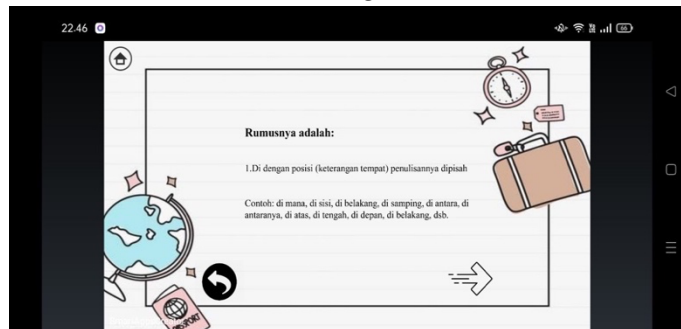 22.46
66
Rumusnya adalah:
1.Di dengan posisi (keterangan tempat) penulisannya dipisah
Contoh: di mana, di sisi, di belakang, di samping, di antara, di
antaranya, di atas, di tengah, di depan, di belakang, dsb.